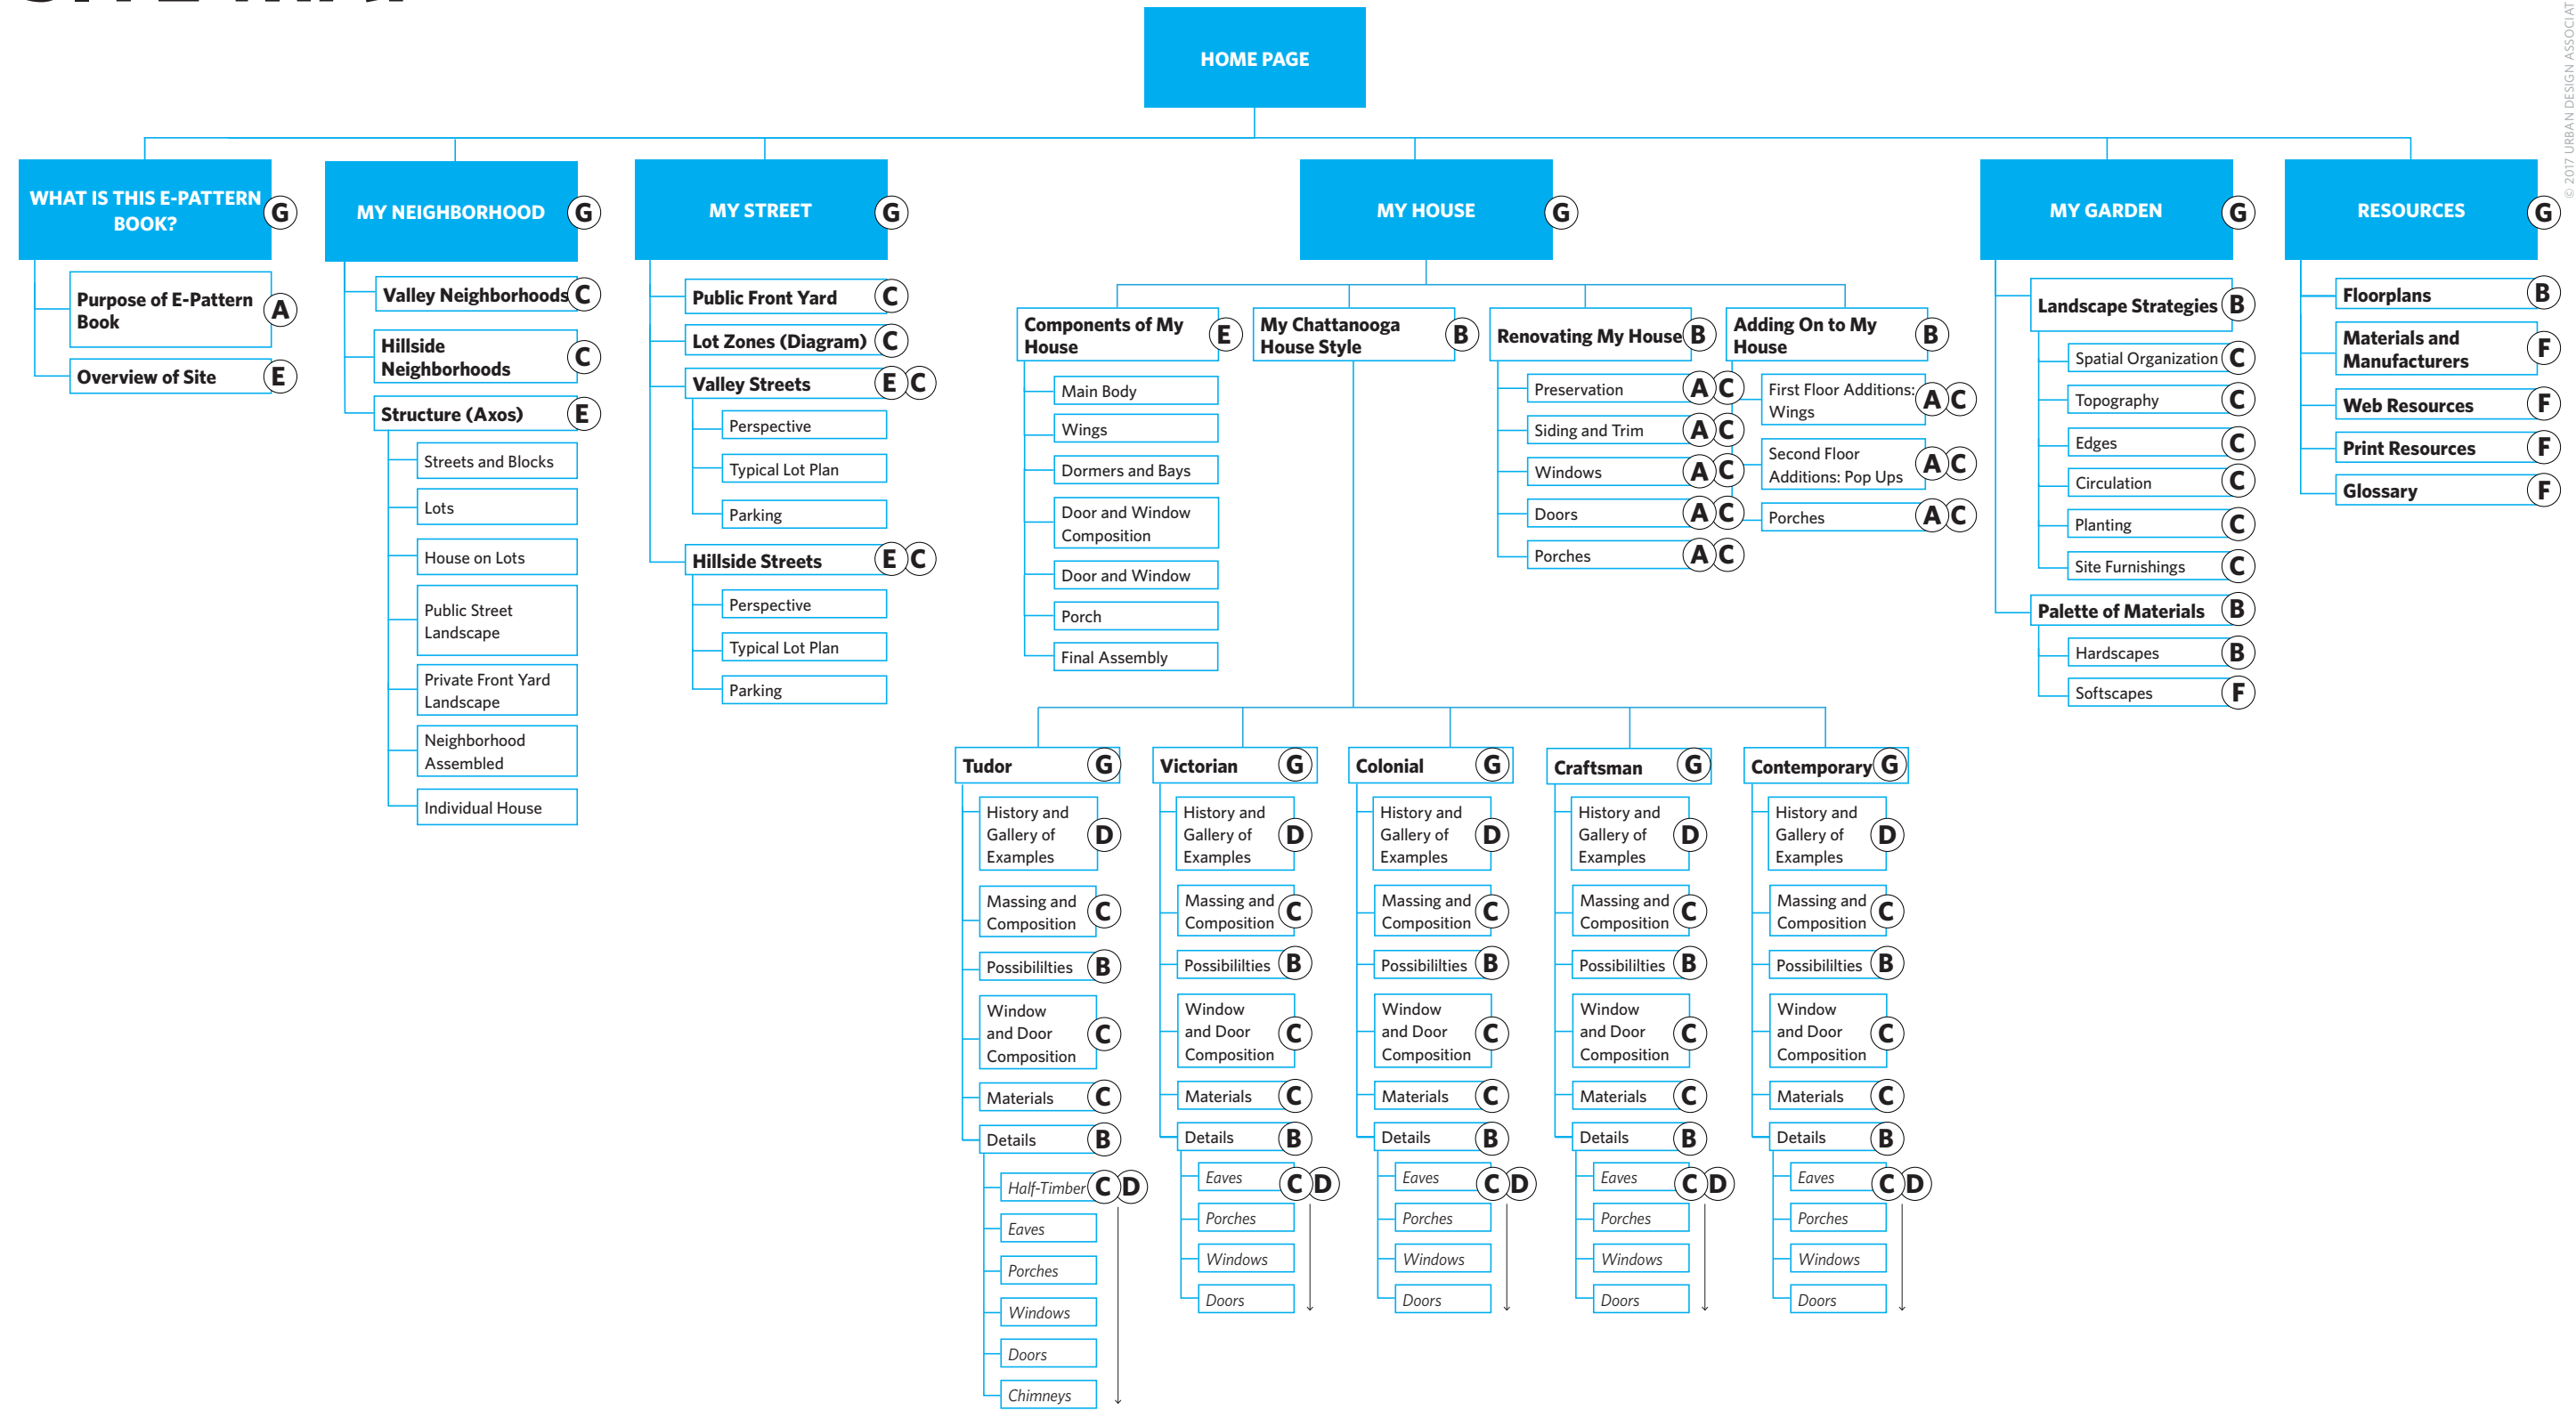 HOME PAGE
© 2017 URBAN DESIGN ASSOCIAT
WHAT IS THIS E-PATTERN
BOOK?
G
Purpose of E-Pattern
Book
A
Overview of Site
E
MY NEIGHBORHOOD
G
Valley Neighborhoods
C
Hillside
Neighborhoods
C
Structure (Axos)
E
Streets and Blocks
Lots
House on Lots
Public Street
Landscape
Private Front Yard
Landscape
Neighborhood
Assembled
Individual House
MY STREET
G
Public Front Yard
C
Lot Zones (Diagram)
C
Valley Streets
E C
Perspective
Typical Lot Plan
Parking
Hillside Streets
E C
Perspective
Typical Lot Plan
Parking
MY HOUSE
G
Components of My
House
E
Main Body
Wings
Dormers and Bays
Door and Window
Composition
Door and Window
Porch
Final Assembly
My Chattanooga
House Style
B
Renovating My House
B
Preservation
A C
Siding and Trim
A C
Windows
A C
Doors
A C
Porches
A C
Adding On to My
House
B
First Floor Additions:
Wings
A C
Second Floor
Additions: Pop Ups
A C
Porches
A C
Tudor
G
History and
Gallery of
Examples
D
Massing and
Composition
C
Possibililties
B
Window
and Door
Composition
C
Materials
C
Details
B
Half-Timber
C D
Eaves
Porches
Windows
Doors
Chimneys
Victorian
G
History and
Gallery of
Examples
D
Massing and
Composition
C
Possibililties
B
Window
and Door
Composition
C
Materials
C
Details
B
Eaves
C D
Porches
Windows
Doors
Colonial
G
History and
Gallery of
Examples
D
Massing and
Composition
C
Possibililties
B
Window
and Door
Composition
C
Materials
C
Details
B
Eaves
C D
Porches
Windows
Doors
Craftsman
G
History and
Gallery of
Examples
D
Massing and
Composition
C
Possibililties
B
Window
and Door
Composition
C
Materials
C
Details
B
Eaves
C D
Porches
Windows
Doors
Contemporary
G
History and
Gallery of
Examples
D
Massing and
Composition
C
Possibililties
B
Window
and Door
Composition
C
Materials
C
Details
B
Eaves
C D
Porches
Windows
Doors
MY GARDEN
G
Landscape Strategies
B
Spatial Organization
C
Topography
C
Edges
C
Circulation
C
Planting
C
Site Furnishings
C
Palette of Materials
B
Hardscapes
B
Softscapes
F
RESOURCES
G
Floorplans
B
Materials and
Manufacturers
F
Web Resources
F
Print Resources
F
Glossary
F